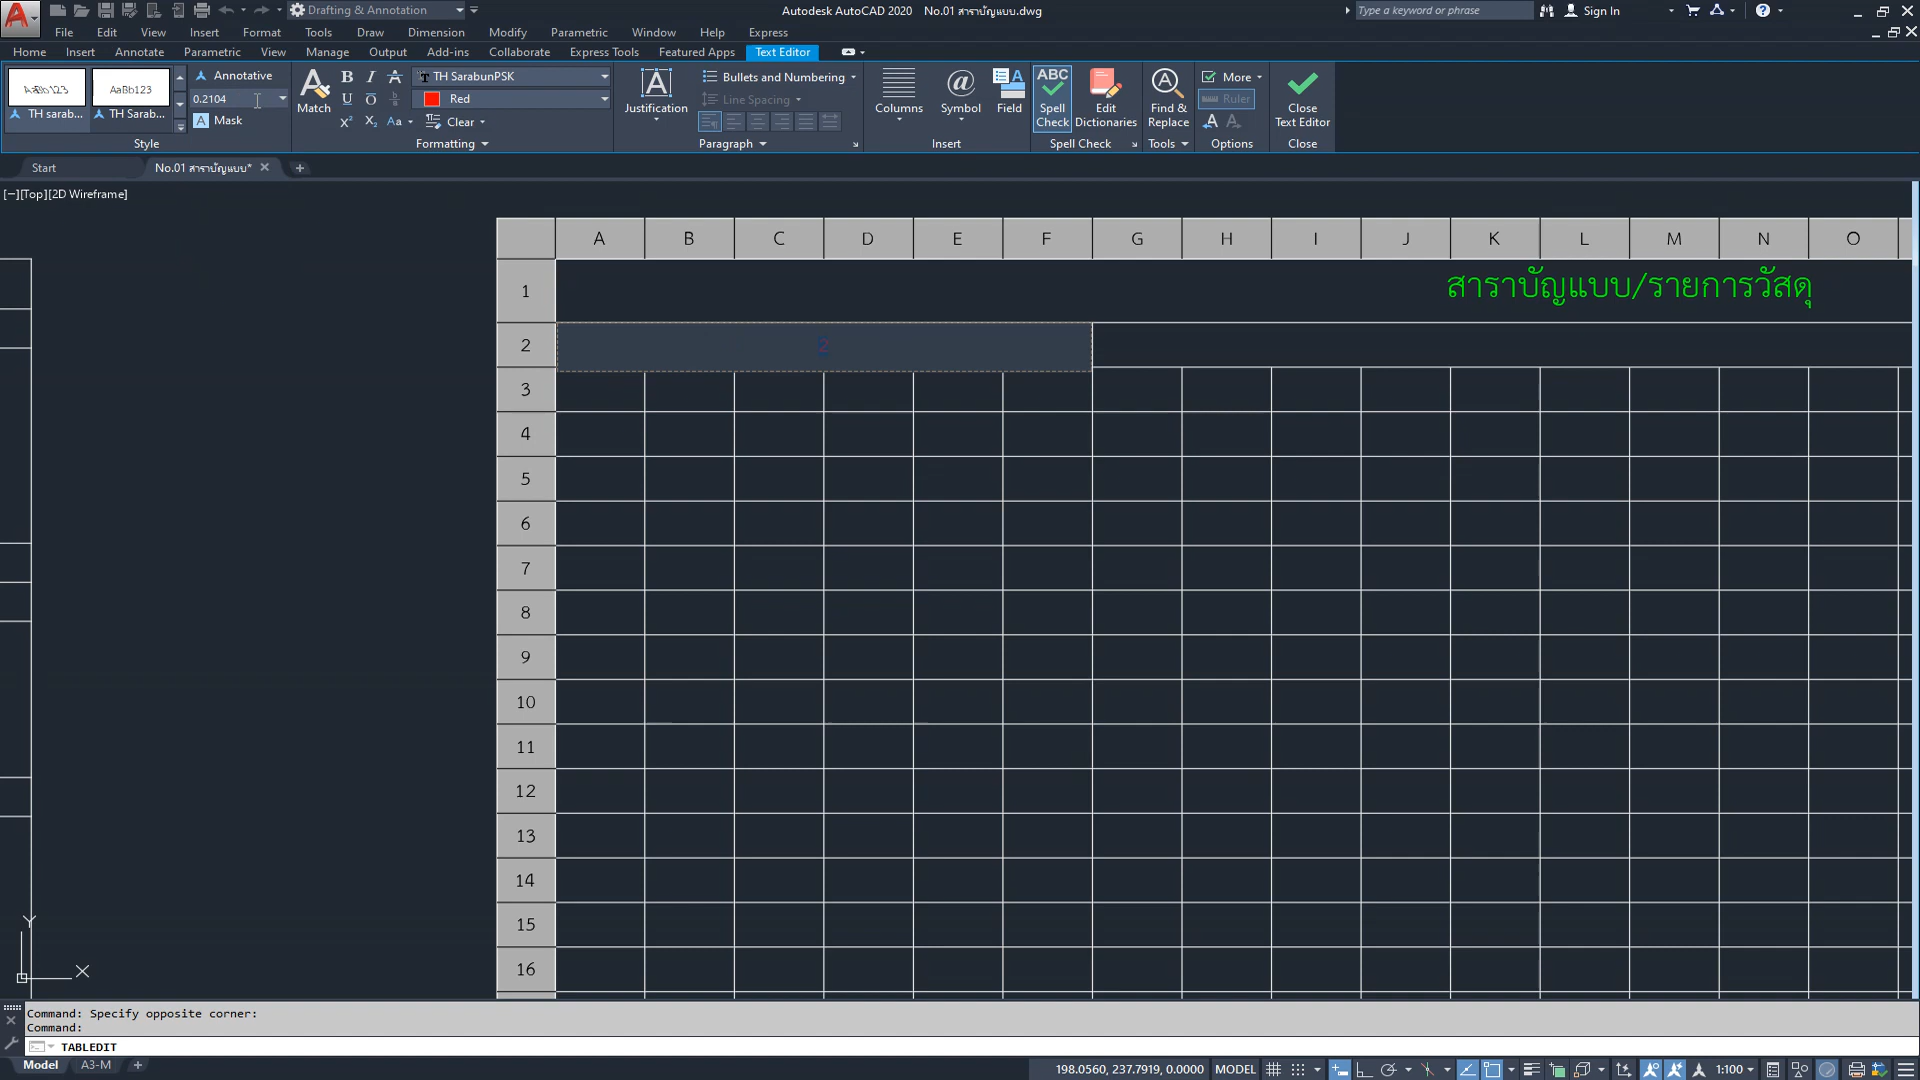 Drafting & Annotation
Autodesk AutoCAD 2020 No.01 สาราบัญแบบ.dwg
Type a keyword or phrase
Sign In
File Edit View Insert Format Tools Draw Dimension Modify Parametric Window Help Express
Home Insert Annotate Parametric View Manage Output Add-ins Collaborate Express Tools Featured Apps Text Editor
AaBb123 AaBb123
TH sarab... TH Sarab...
Annotative
0.2104
Mask
Style
Match
B I A TH SarabunPSK
U O Red
X² X₂ Aa Clear
Formatting
Justification
Bullets and Numbering
Line Spacing
Paragraph
Columns
Symbol
Field
Insert
ABC
Spell Check
Edit Dictionaries
Spell Check
Find & Replace
Tools
More
Ruler
Options
Close Text Editor
Close
Start No.01 สาราบัญแบบ*
[−][Top][2D Wireframe]
A B C D E F G H I J K L M N O
1 สาราบัญแบบ/รายการวัสดุ
2 2
3
4
5
6
7
8
9
10
11
12
13
14
15
16
Y
X
Command: Specify opposite corner:
Command:
TABLEDIT
Model A3-M
198.0560, 237.7919, 0.0000 MODEL 1:100